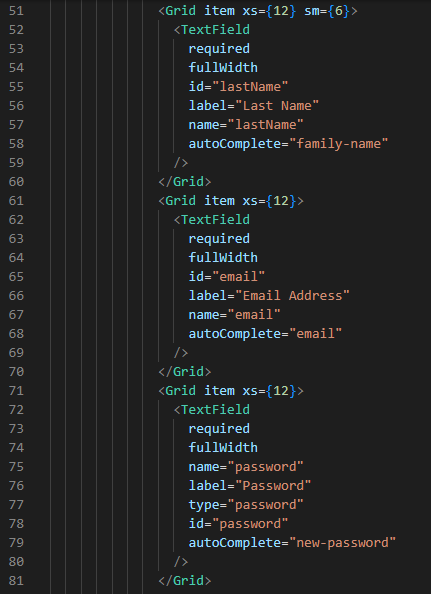 51 <Grid item xs={12} sm={6}>
52 <TextField
53 required
54 fullWidth
55 id="lastName"
56 label="Last Name"
57 name="lastName"
58 autoComplete="family-name"
59 />
60 </Grid>
61 <Grid item xs={12}>
62 <TextField
63 required
64 fullWidth
65 id="email"
66 label="Email Address"
67 name="email"
68 autoComplete="email"
69 />
70 </Grid>
71 <Grid item xs={12}>
72 <TextField
73 required
74 fullWidth
75 name="password"
76 label="Password"
77 type="password"
78 id="password"
79 autoComplete="new-password"
80 />
81 </Grid>